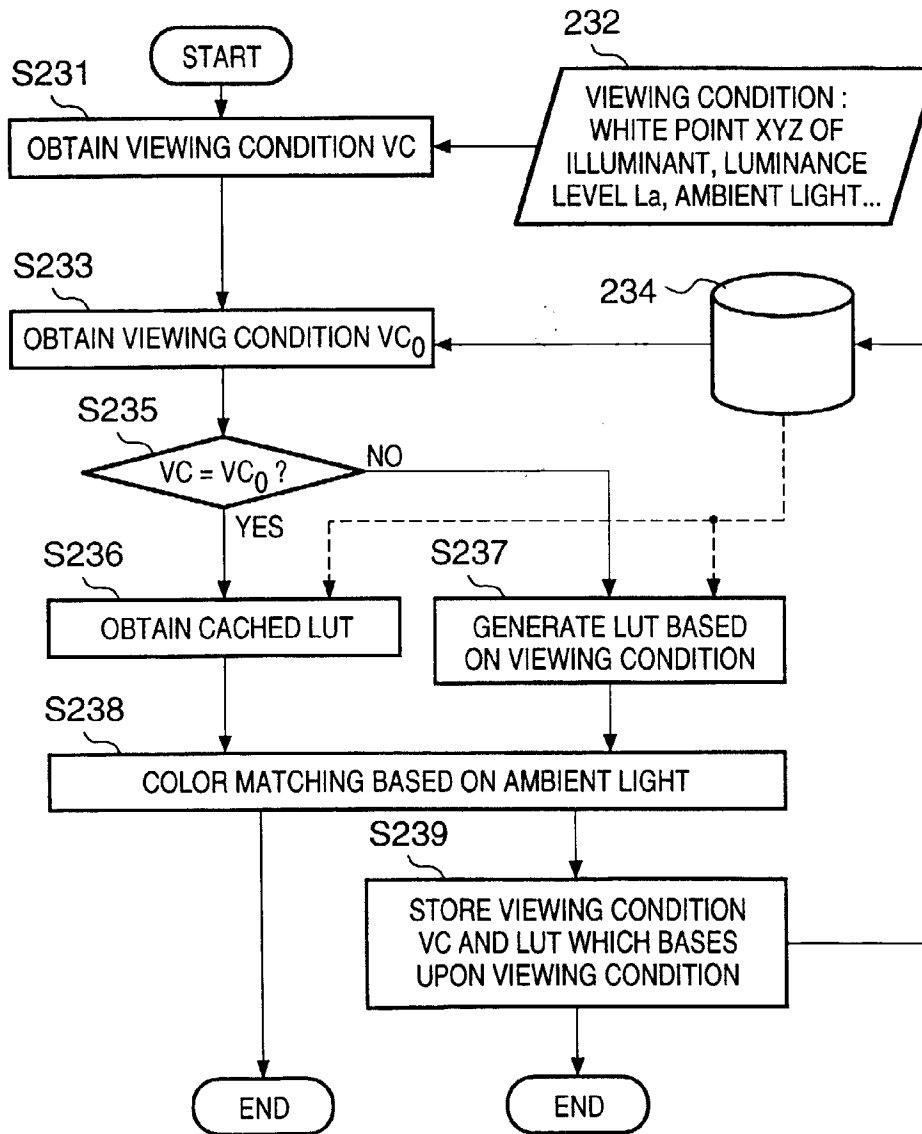 START
232
S231
VIEWING CONDITION :
WHITE POINT XYZ OF
ILLUMINANT, LUMINANCE
LEVEL La, AMBIENT LIGHT...
OBTAIN VIEWING CONDITION VC
S233
234
OBTAIN VIEWING CONDITION VC0
S235
VC = VC0 ?
NO
YES
S236
S237
OBTAIN CACHED LUT
GENERATE LUT BASED
ON VIEWING CONDITION
S238
COLOR MATCHING BASED ON AMBIENT LIGHT
S239
STORE VIEWING CONDITION
VC AND LUT WHICH BASES
UPON VIEWING CONDITION
END
END